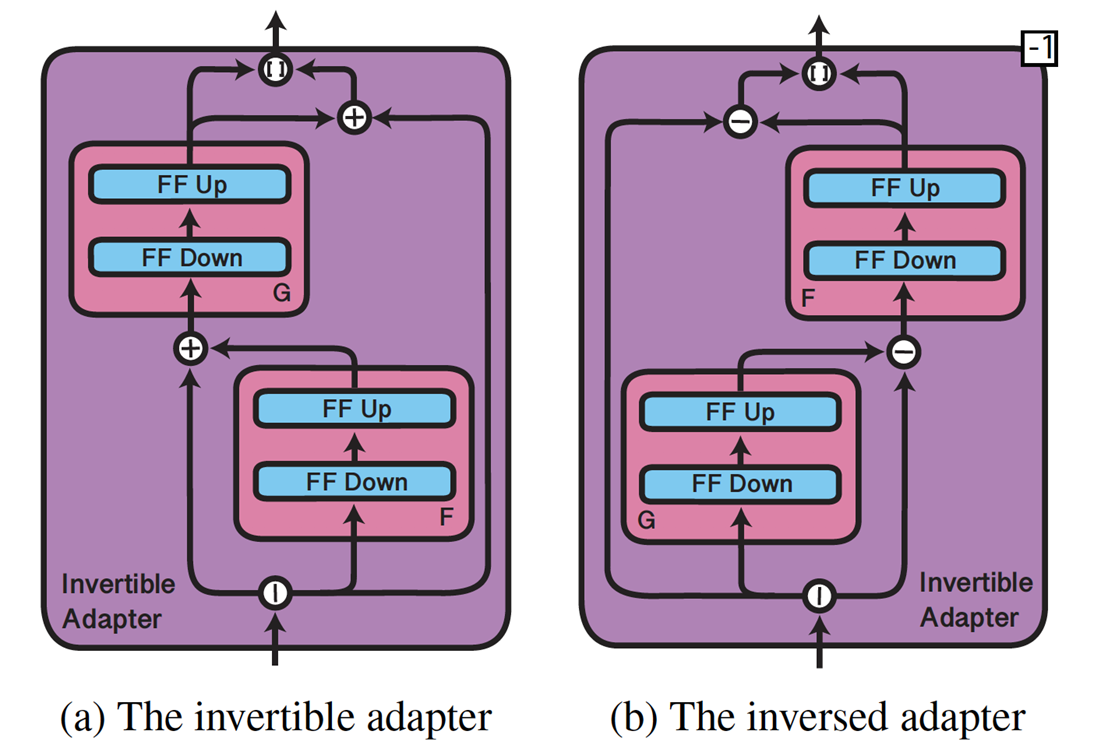 [ ]
+
FF Up
FF Down
G
+
FF Up
FF Down
F
Invertible
Adapter
(a) The invertible adapter
-1
[ ]
−
FF Up
FF Down
F
−
FF Up
FF Down
G
Invertible
Adapter
(b) The inversed adapter